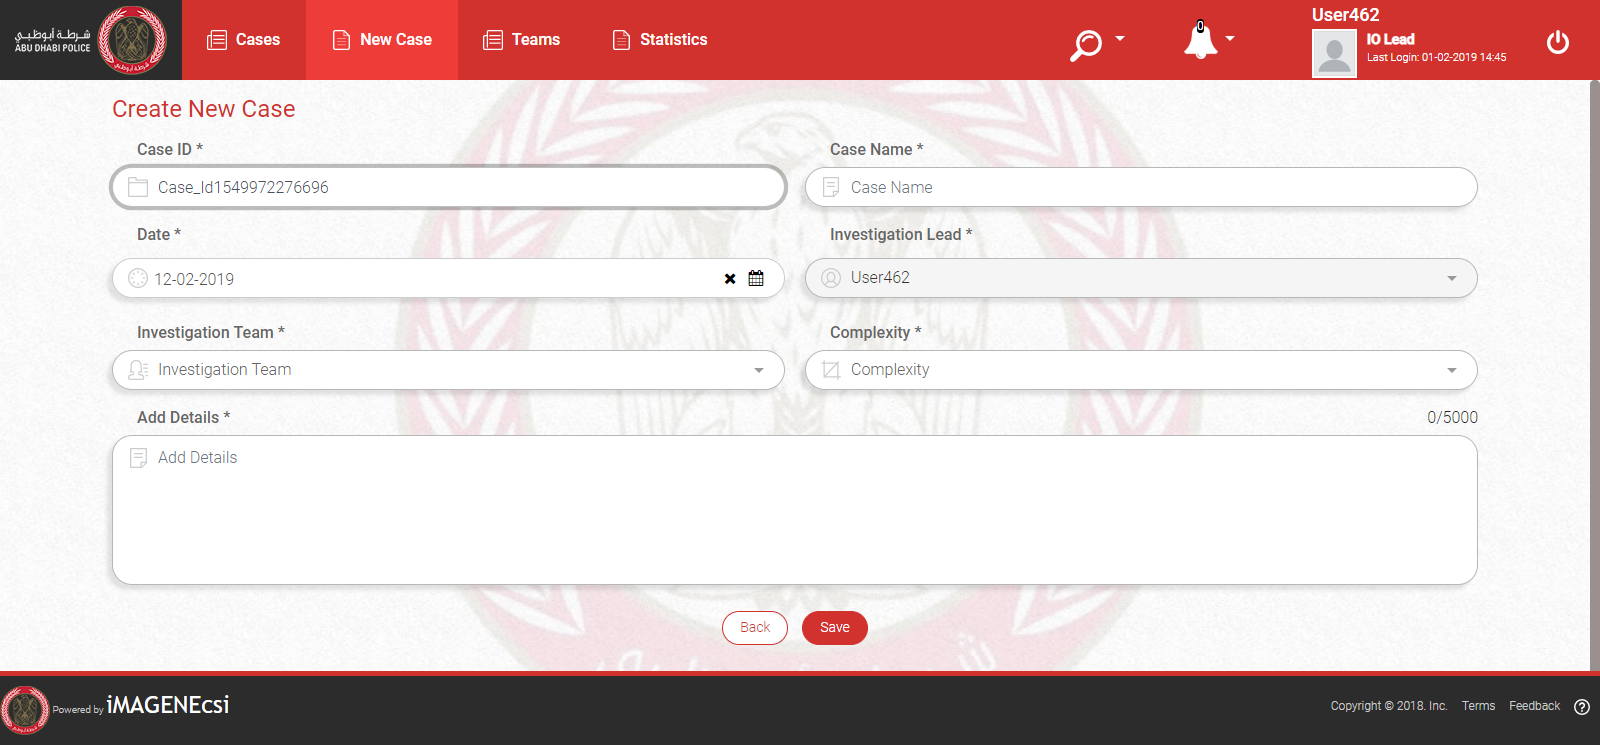 شرطة أبوظبي
ABU DHABI POLICE
Cases
New Case
Teams
Statistics
0
User462
IO Lead
Last Login: 01-02-2019 14:45
Create New Case
Case ID *
Case Name *
Case_Id1549972276696
Case Name
Date *
Investigation Lead *
12-02-2019
User462
Investigation Team *
Complexity *
Investigation Team
Complexity
Add Details *
0/5000
Add Details
Back
Save
Powered by iMAGENEcsi
Copyright © 2018. Inc.
Terms
Feedback